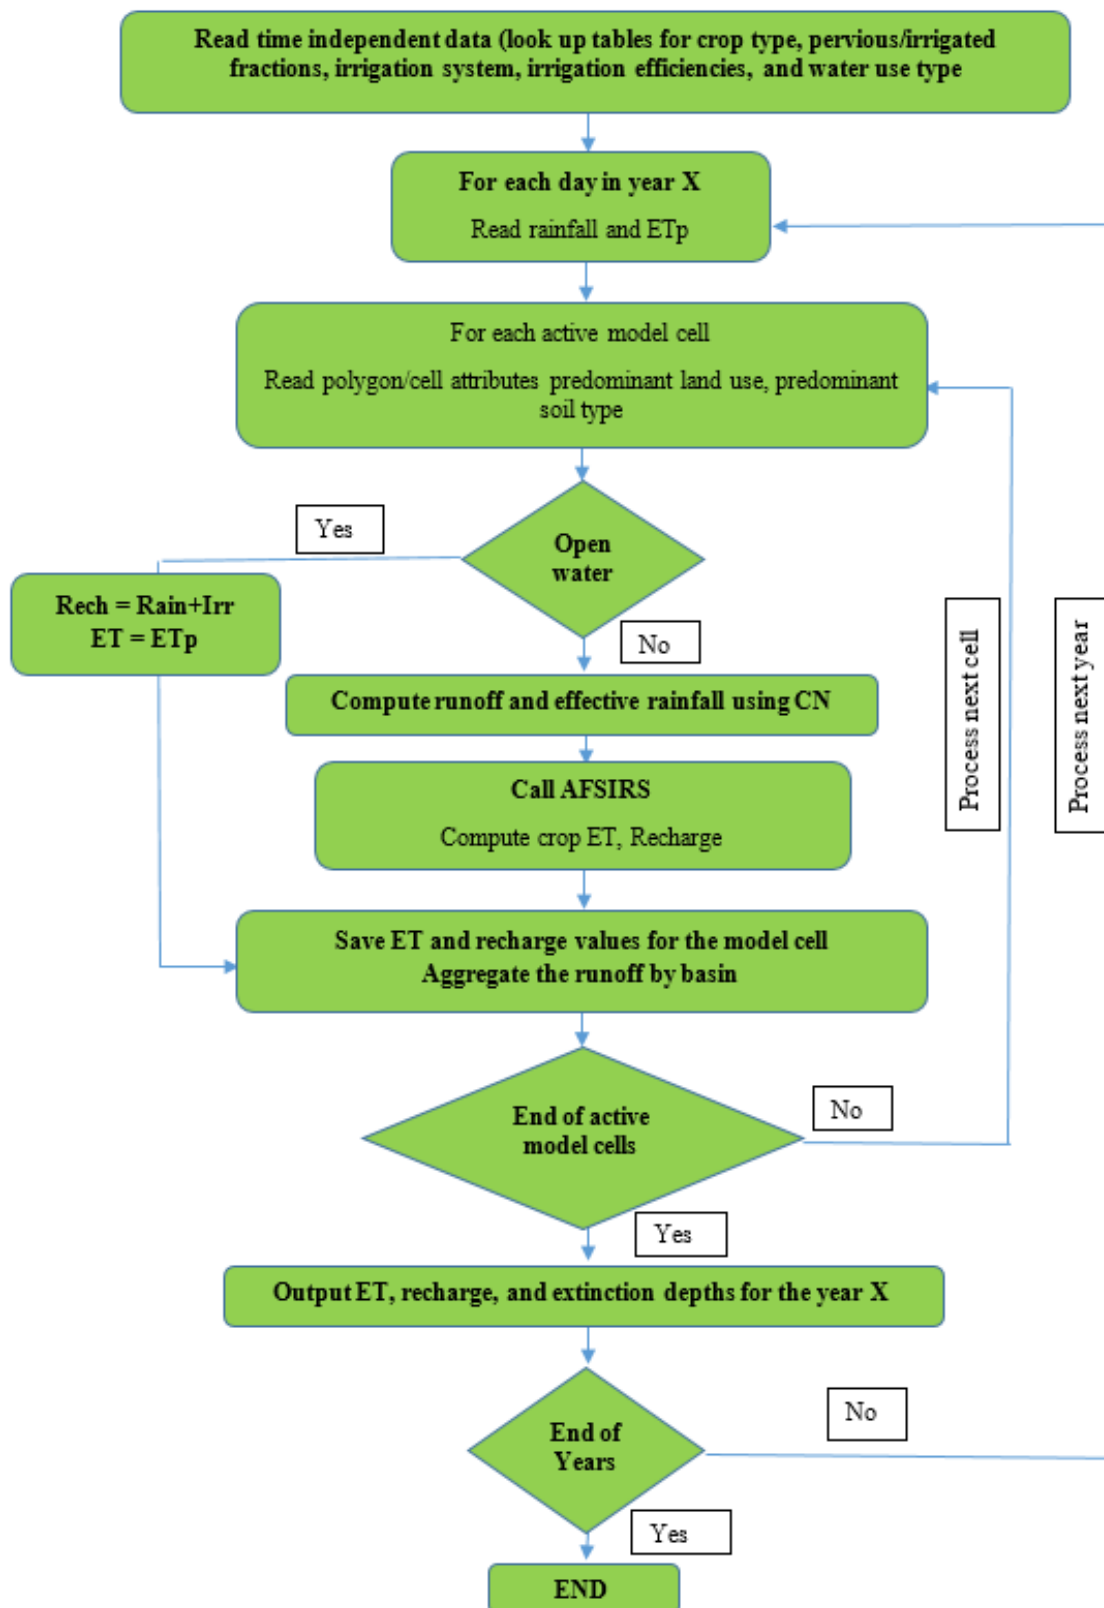 Read time independent data (look up tables for crop type, pervious/irrigated
fractions, irrigation system, irrigation efficiencies, and water use type
For each day in year X
Read rainfall and ETp
For each active model cell
Read polygon/cell attributes predominant land use, predominant
soil type
Yes
Open
water
Rech = Rain+Irr
ET = ETp
No
Process next cell
Process next year
Compute runoff and effective rainfall using CN
Call AFSIRS
Compute crop ET, Recharge
Save ET and recharge values for the model cell
Aggregate the runoff by basin
End of active
model cells
No
Yes
Output ET, recharge, and extinction depths for the year X
End of
Years
No
Yes
END